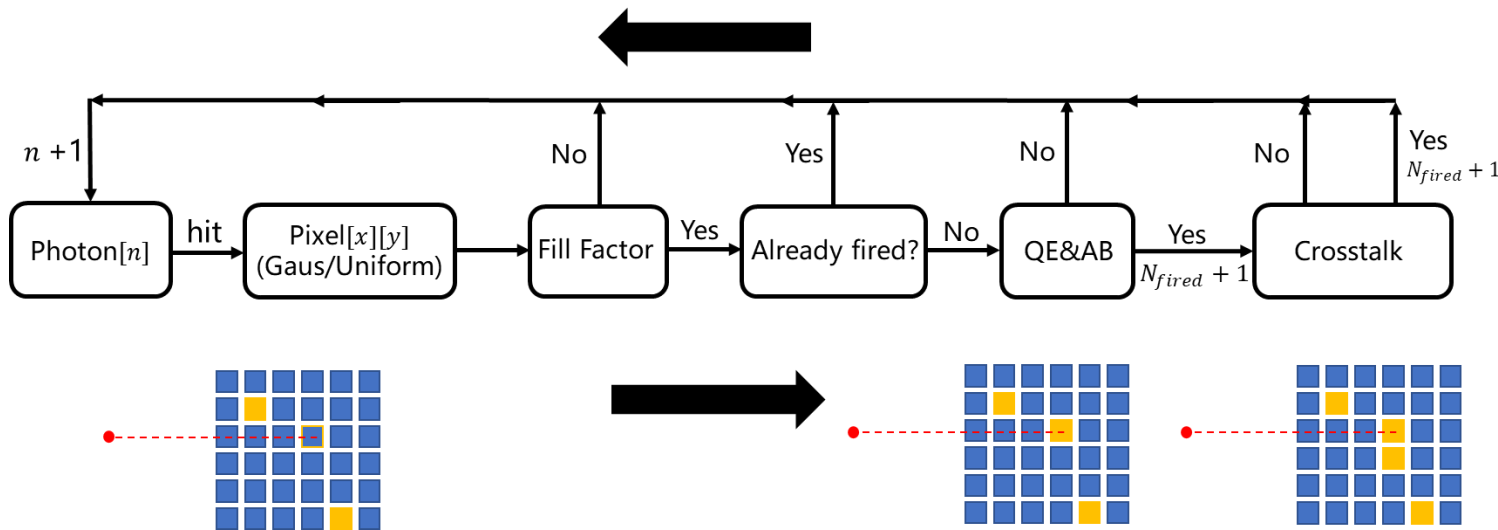 n + 1
No
Yes
No
No
Yes
N_fired + 1
Photon[n]
hit
Pixel[x][y]
(Gaus/Uniform)
Fill Factor
Yes
Already fired?
No
QE&AB
Yes
N_fired + 1
Crosstalk